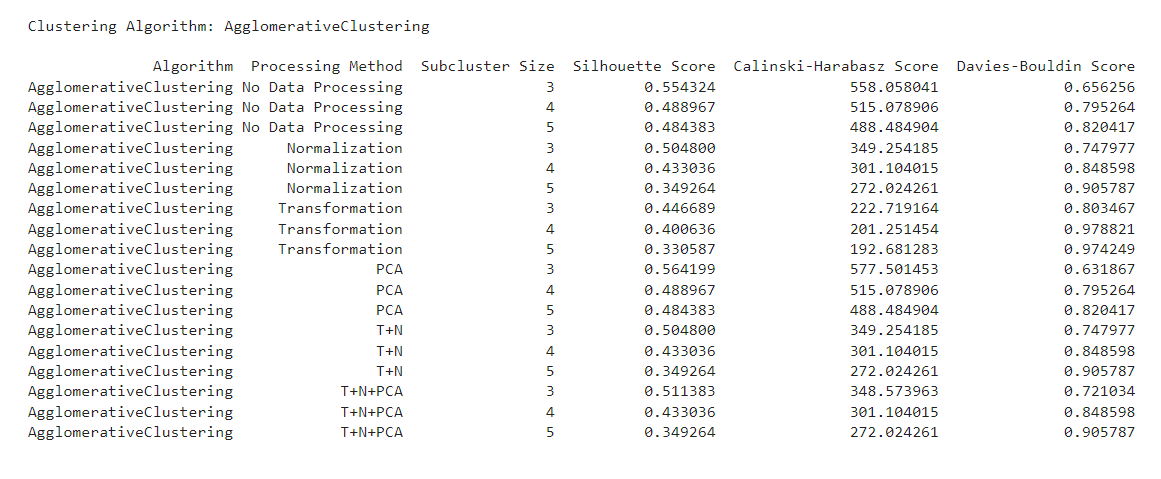 Clustering Algorithm: AgglomerativeClustering
Algorithm Processing Method Subcluster Size Silhouette Score Calinski-Harabasz Score Davies-Bouldin Score
AgglomerativeClustering No Data Processing 3 0.554324 558.058041 0.656256
AgglomerativeClustering No Data Processing 4 0.488967 515.078906 0.795264
AgglomerativeClustering No Data Processing 5 0.484383 488.484904 0.820417
AgglomerativeClustering Normalization 3 0.504800 349.254185 0.747977
AgglomerativeClustering Normalization 4 0.433036 301.104015 0.848598
AgglomerativeClustering Normalization 5 0.349264 272.024261 0.905787
AgglomerativeClustering Transformation 3 0.446689 222.719164 0.803467
AgglomerativeClustering Transformation 4 0.400636 201.251454 0.978821
AgglomerativeClustering Transformation 5 0.330587 192.681283 0.974249
AgglomerativeClustering PCA 3 0.564199 577.501453 0.631867
AgglomerativeClustering PCA 4 0.488967 515.078906 0.795264
AgglomerativeClustering PCA 5 0.484383 488.484904 0.820417
AgglomerativeClustering T+N 3 0.504800 349.254185 0.747977
AgglomerativeClustering T+N 4 0.433036 301.104015 0.848598
AgglomerativeClustering T+N 5 0.349264 272.024261 0.905787
AgglomerativeClustering T+N+PCA 3 0.511383 348.573963 0.721034
AgglomerativeClustering T+N+PCA 4 0.433036 301.104015 0.848598
AgglomerativeClustering T+N+PCA 5 0.349264 272.024261 0.905787